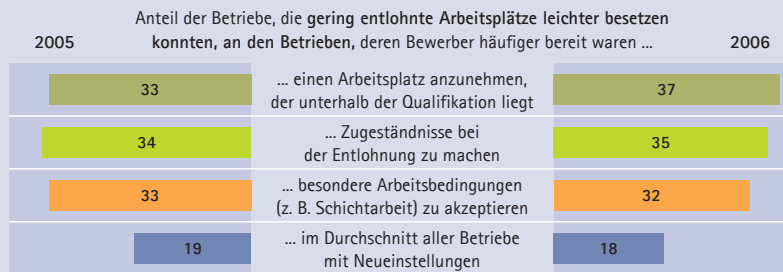 Anteil der Betriebe, die gering entlohnte Arbeitsplätze leichter besetzen
2005 konnten, an den Betrieben, deren Bewerber häufiger bereit waren ... 2006
... einen Arbeitsplatz anzunehmen,
der unterhalb der Qualifikation liegt
33 37
... Zugeständnisse bei
der Entlohnung zu machen
34 35
... besondere Arbeitsbedingungen
(z. B. Schichtarbeit) zu akzeptieren
33 32
... im Durchschnitt aller Betriebe
mit Neueinstellungen
19 18